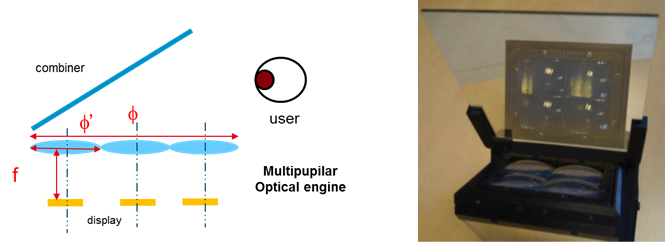 combiner
ϕ
ϕ'
user
f
Multipupilar
Optical engine
display